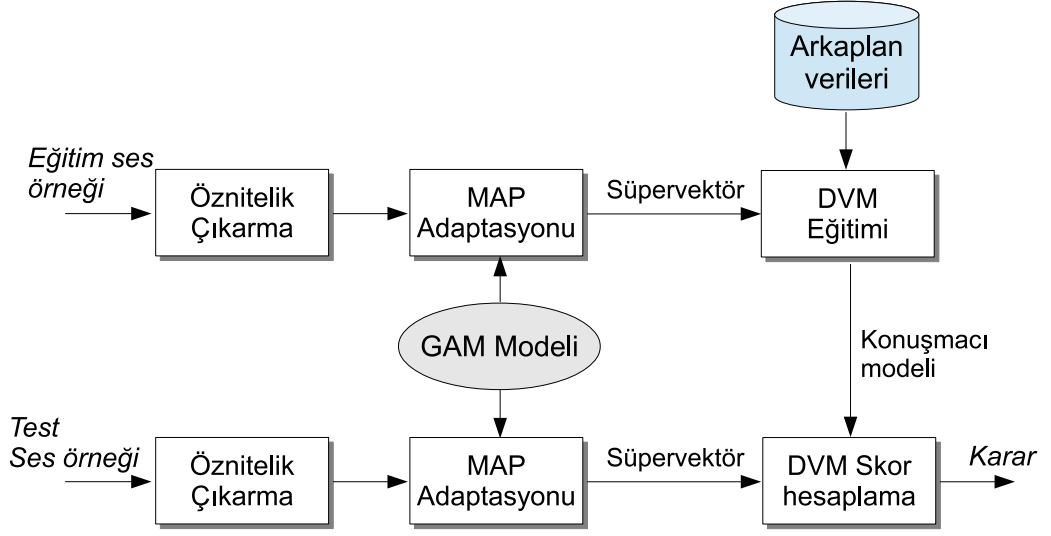 Arkaplan
verileri
Eğitim ses
örneği
Öznitelik
Çıkarma
MAP
Adaptasyonu
Süpervektör
DVM
Eğitimi
GAM Modeli
Konuşmacı
modeli
Test
Ses örneği
Öznitelik
Çıkarma
MAP
Adaptasyonu
Süpervektör
DVM Skor
hesaplama
Karar